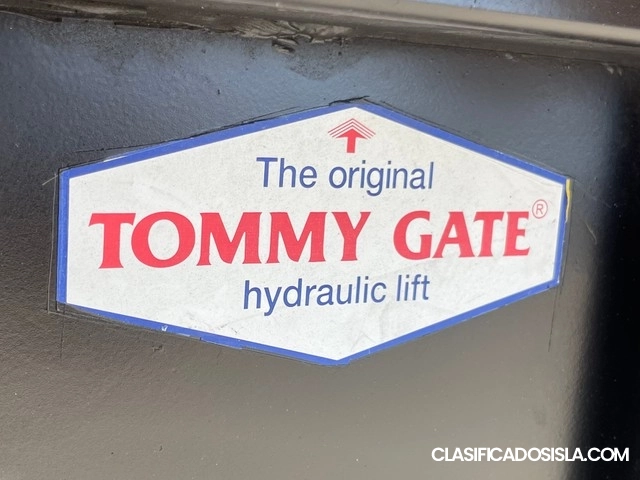 The original
TOMMY GATE®
hydraulic lift
CLASIFICADOSISLA.COM